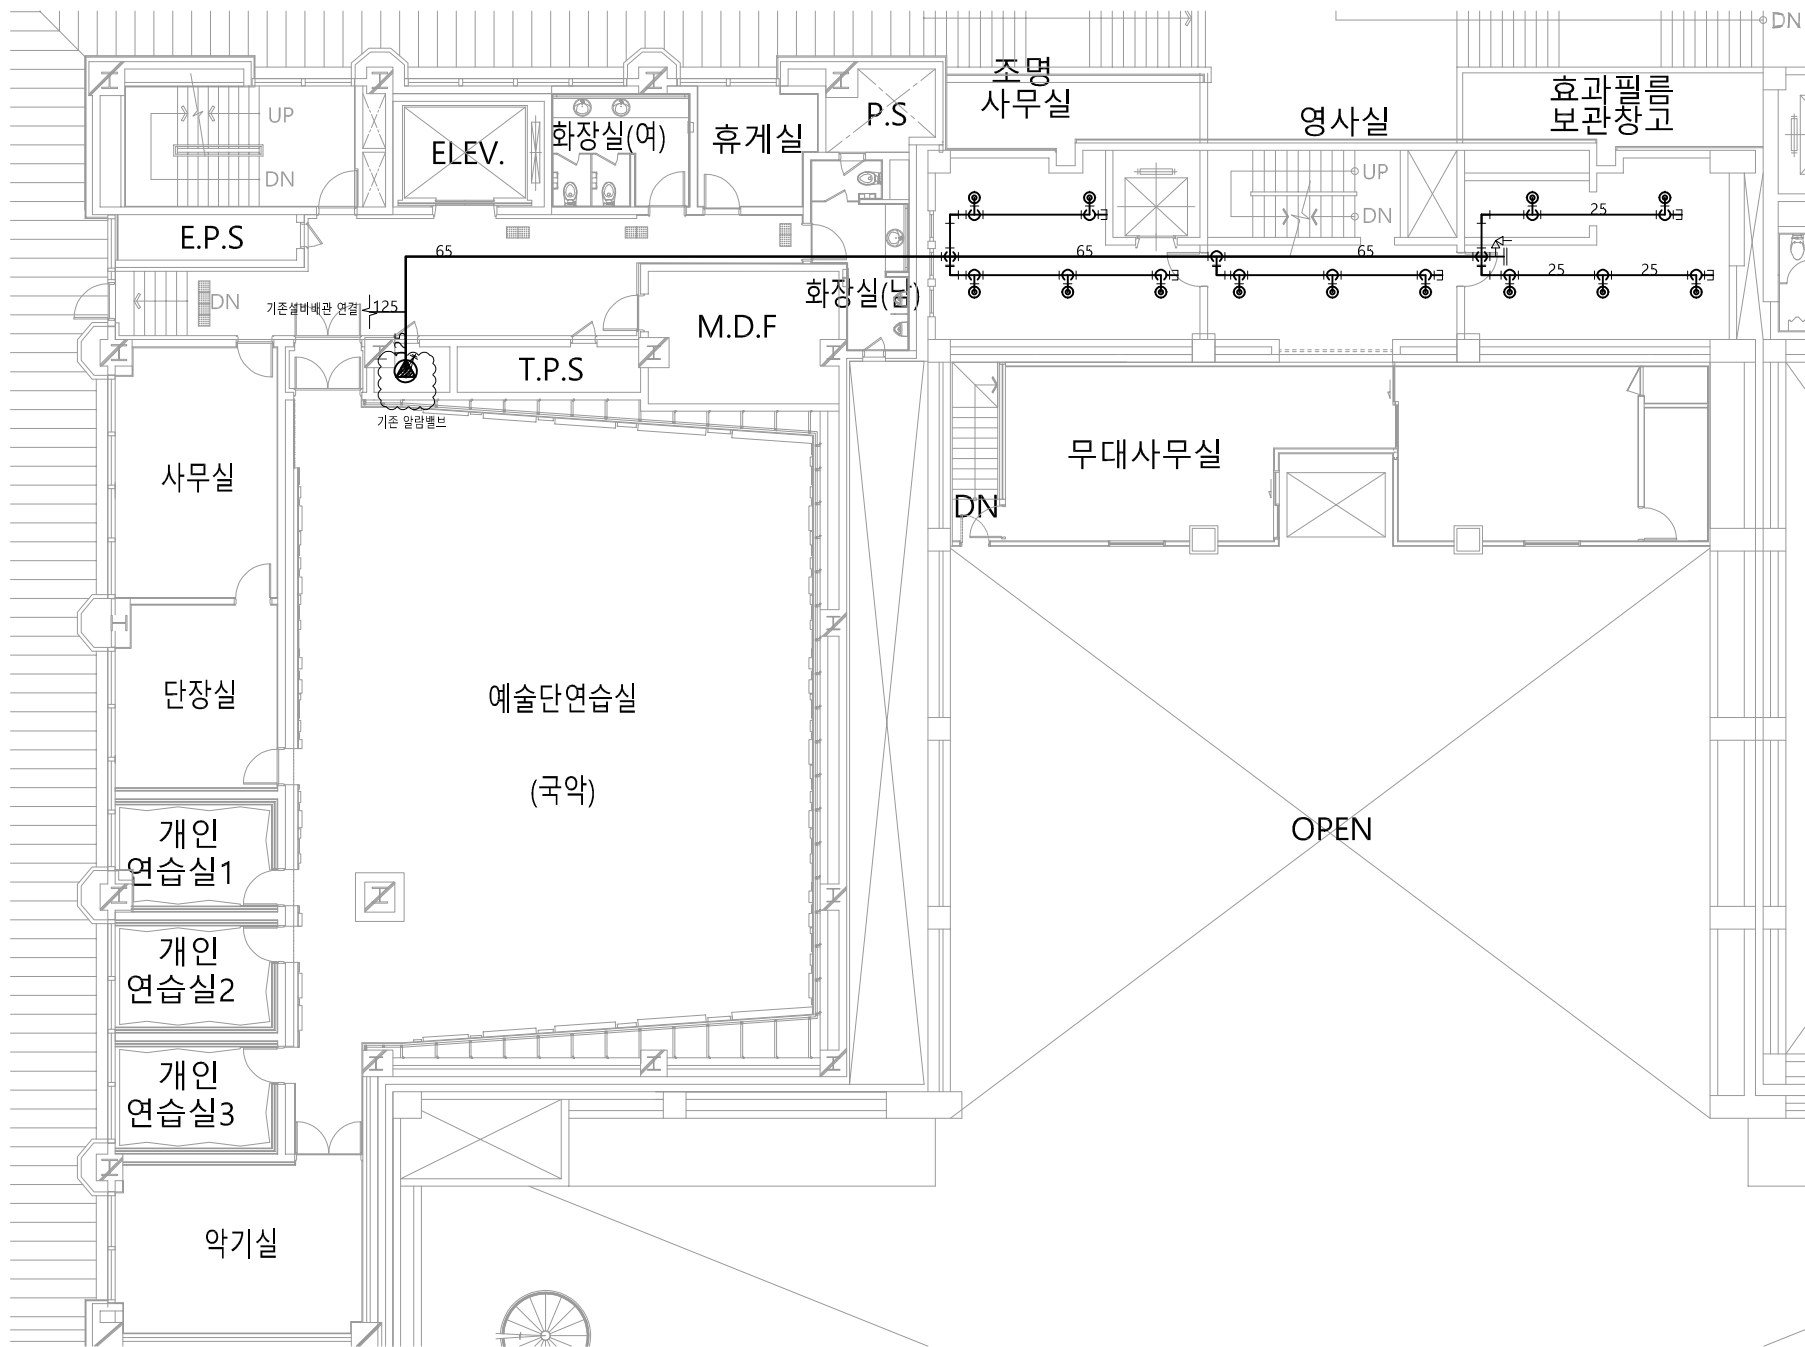 DN
조명
사무실
영사실
효과필름
보관창고
UP
DN
ELEV.
화장실(여)
휴게실
P.S
UP
DN
E.P.S
65
65
65
25
25
25
DN
기존설비배관 연결
125
125
화장실(남)
M.D.F
T.P.S
기존 알람밸브
사무실
무대사무실
DN
단장실
예술단연습실
(국악)
OPEN
개인
연습실1
개인
연습실2
개인
연습실3
악기실